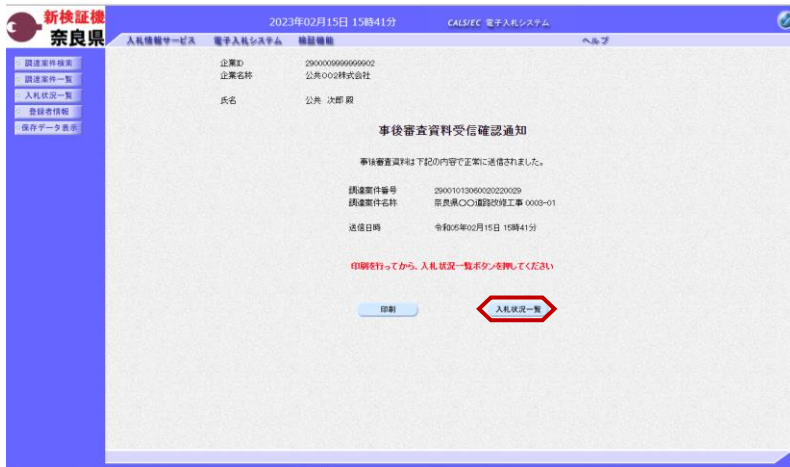 新検証機
奈良県
2023年02月15日 15時41分
CALS/EC 電子入札システム
入札情報サービス
電子入札システム
検証機能
ヘルプ
調達案件検索
調達案件一覧
入札状況一覧
登録者情報
保存データ表示
企業ID 2900009999999902
企業名称 公共002株式会社
氏名 公共 次郎 殿
事後審査資料受信確認通知
事後審査資料は下記の内容で正常に送信されました。
調達案件番号 29001013060020220029
調達案件名称 奈良県〇〇道路改修工事 0003-01
送信日時 令和05年02月15日 15時41分
印刷を行ってから、入札状況一覧ボタンを押してください
印刷
入札状況一覧